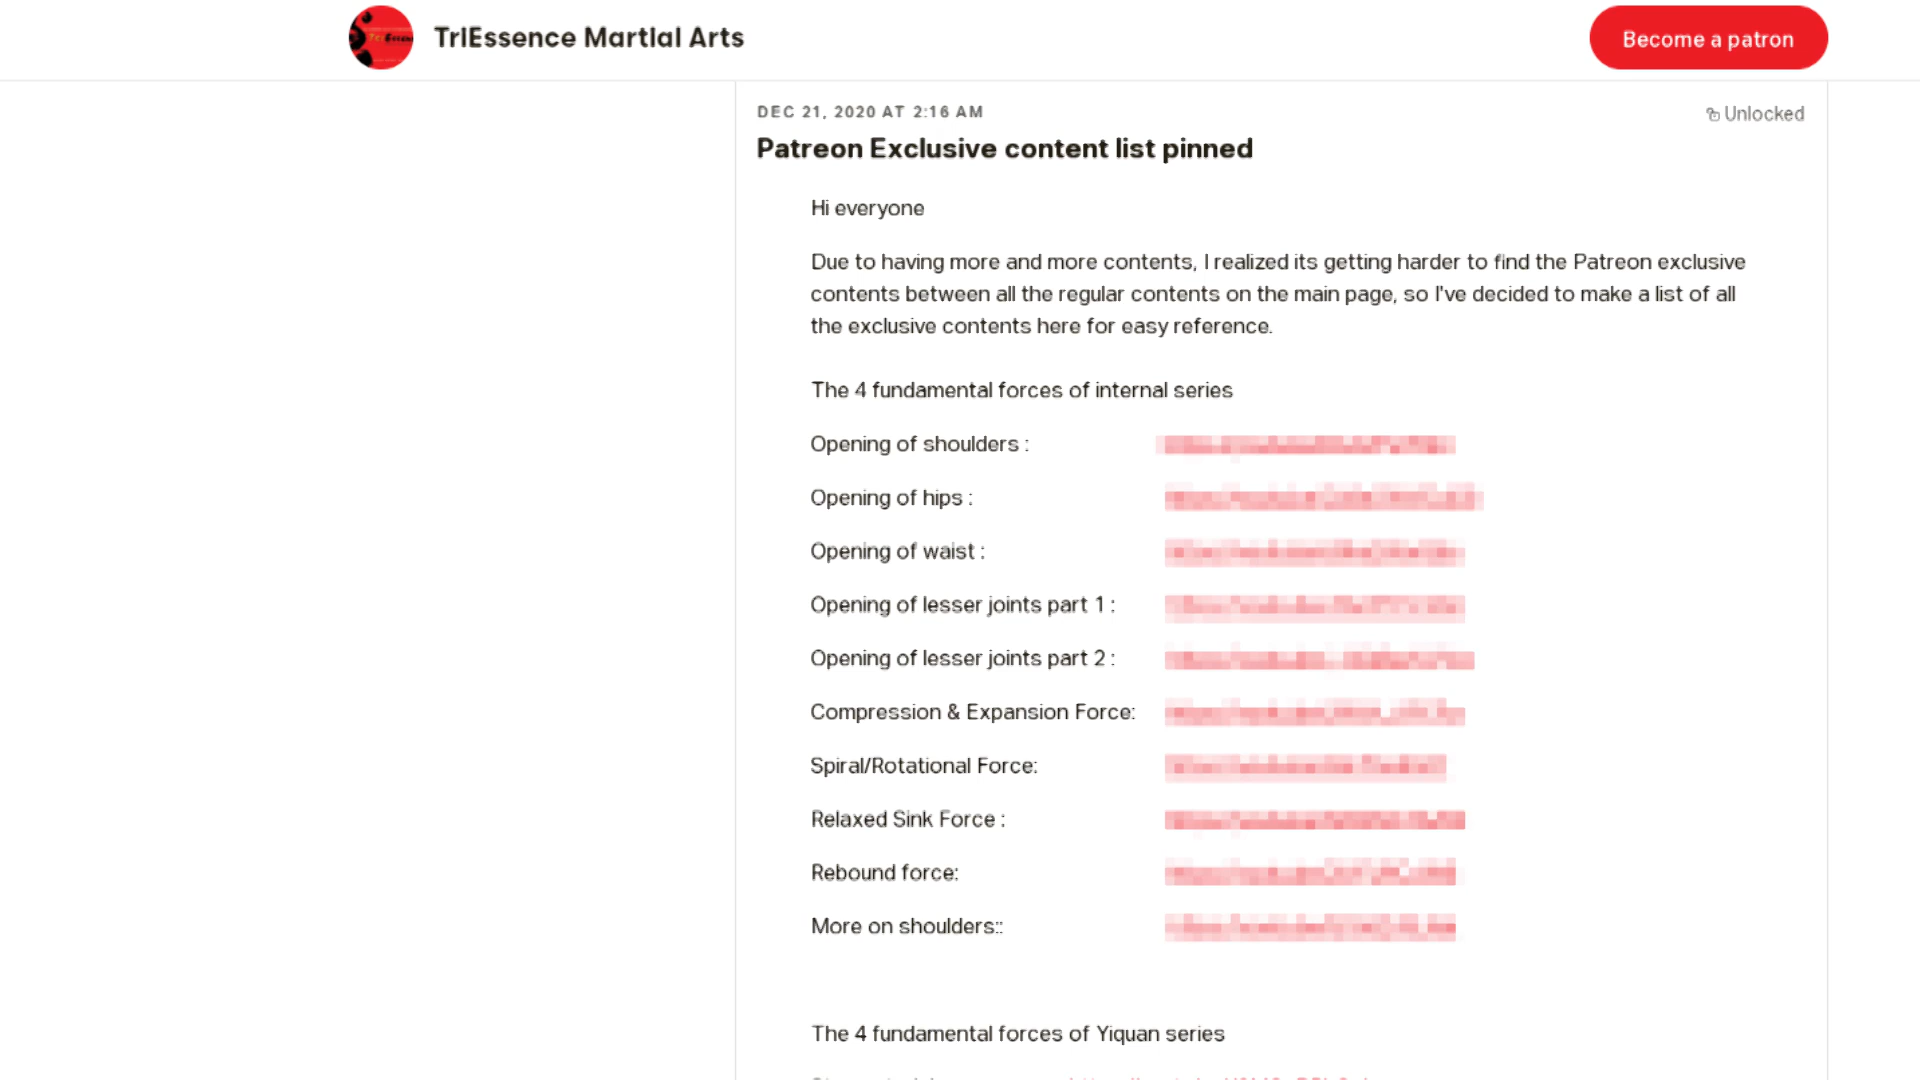 TriEssence Martial Arts
Become a patron
DEC 21, 2020 AT 2:16 AM
Unlocked
Patreon Exclusive content list pinned
Hi everyone
Due to having more and more contents, I realized its getting harder to find the Patreon exclusive
contents between all the regular contents on the main page, so I've decided to make a list of all
the exclusive contents here for easy reference.
The 4 fundamental forces of internal series
Opening of shoulders :
Opening of hips :
Opening of waist :
Opening of lesser joints part 1 :
Opening of lesser joints part 2 :
Compression & Expansion Force:
Spiral/Rotational Force:
Relaxed Sink Force :
Rebound force:
More on shoulders::
The 4 fundamental forces of Yiquan series